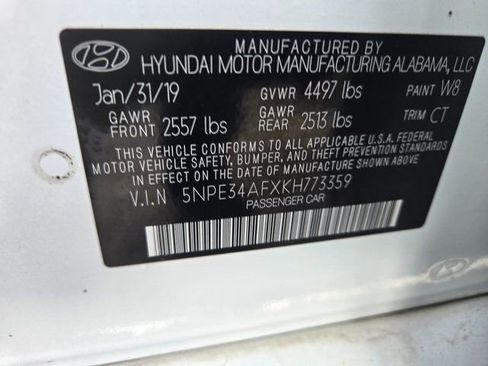 MANUFACTURED BY
HYUNDAI MOTOR MANUFACTURING ALABAMA, LLC
Jan/31/19 GVWR 4497 lbs PAINT W8
GAWR FRONT 2557 lbs GAWR REAR 2513 lbs TRIM CT
THIS VEHICLE CONFORMS TO ALL APPLICABLE U.S.A. FEDERAL
MOTOR VEHICLE SAFETY, BUMPER, AND THEFT PREVENTION STANDARDS
IN EFFECT ON THE DATE OF MANUFACTURE SHOWN ABOVE.
V.I.N 5NPE34AFXKH773359
PASSENGER CAR